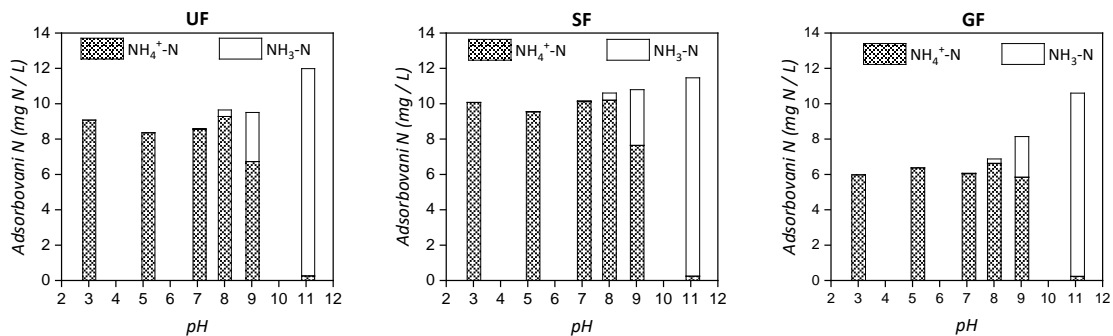 UF
14
12
10
8
6
4
2
0
Adsorbovani N (mg N / L)
NH₄⁺-N NH₃-N
2 3 4 5 6 7 8 9 10 11 12
pH
SF
14
12
10
8
6
4
2
0
Adsorbovani N (mg / L)
NH₄⁺-N NH₃-N
2 3 4 5 6 7 8 9 10 11 12
pH
GF
14
12
10
8
6
4
2
0
Adsorbovani N (mg N / L)
NH₄⁺-N NH₃-N
2 3 4 5 6 7 8 9 10 11 12
pH